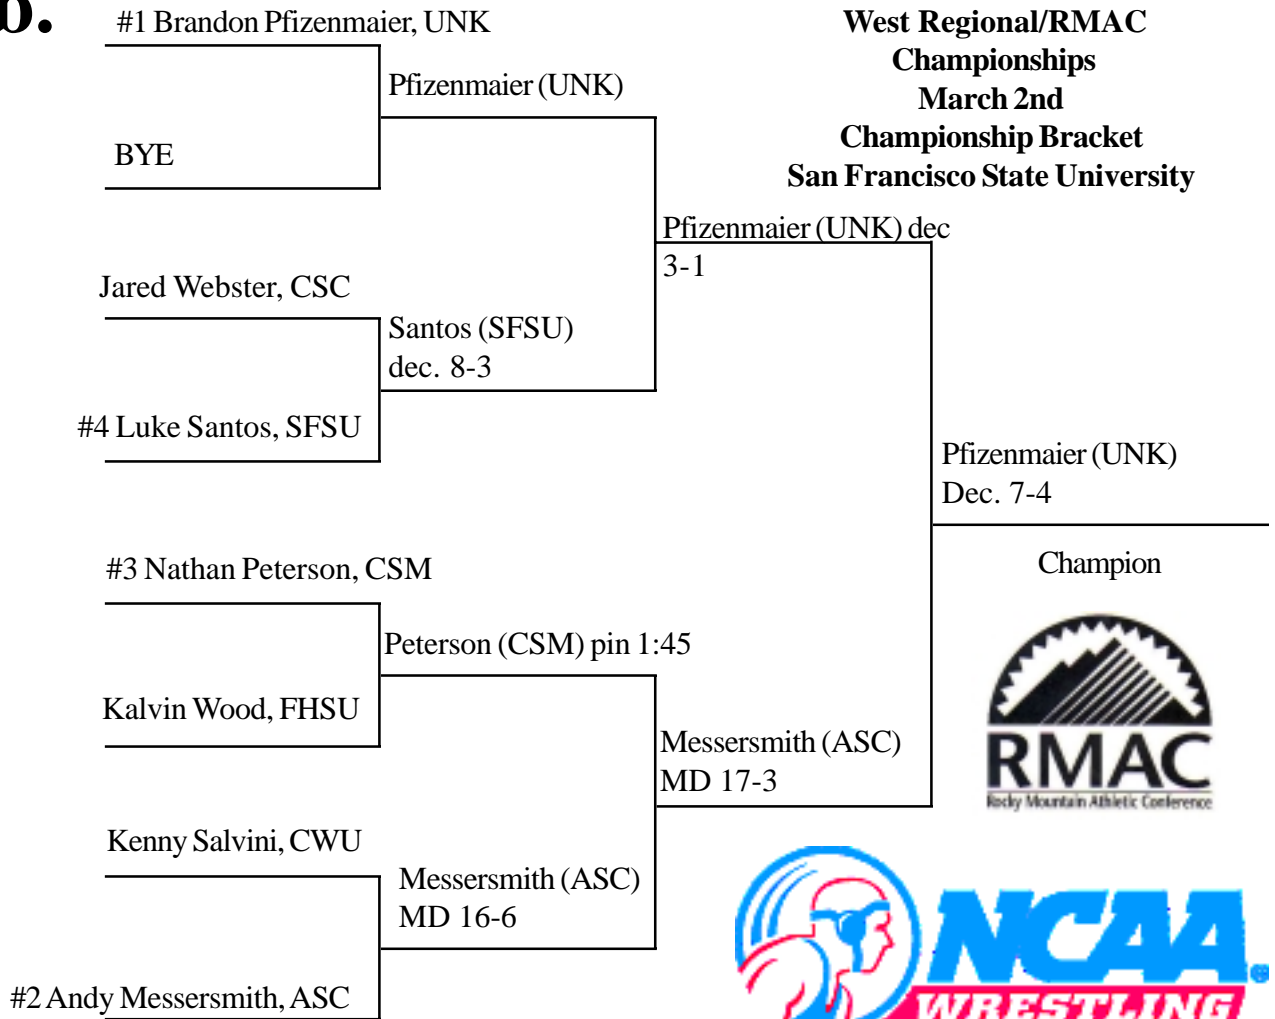 b.
#1 Brandon Pfizenmaier, UNK
West Regional/RMAC
Championships
March 2nd
Championship Bracket
San Francisco State University
Pfizenmaier (UNK)
BYE
Pfizenmaier (UNK) dec
3-1
Jared Webster, CSC
Santos (SFSU)
dec. 8-3
#4 Luke Santos, SFSU
Pfizenmaier (UNK)
Dec. 7-4
Champion
#3 Nathan Peterson, CSM
Peterson (CSM) pin 1:45
Kalvin Wood, FHSU
Messersmith (ASC)
MD 17-3
RMAC
Rocky Mountain Athletic Conference
Kenny Salvini, CWU
Messersmith (ASC)
MD 16-6
#2 Andy Messersmith, ASC
NCAA
WRESTLING